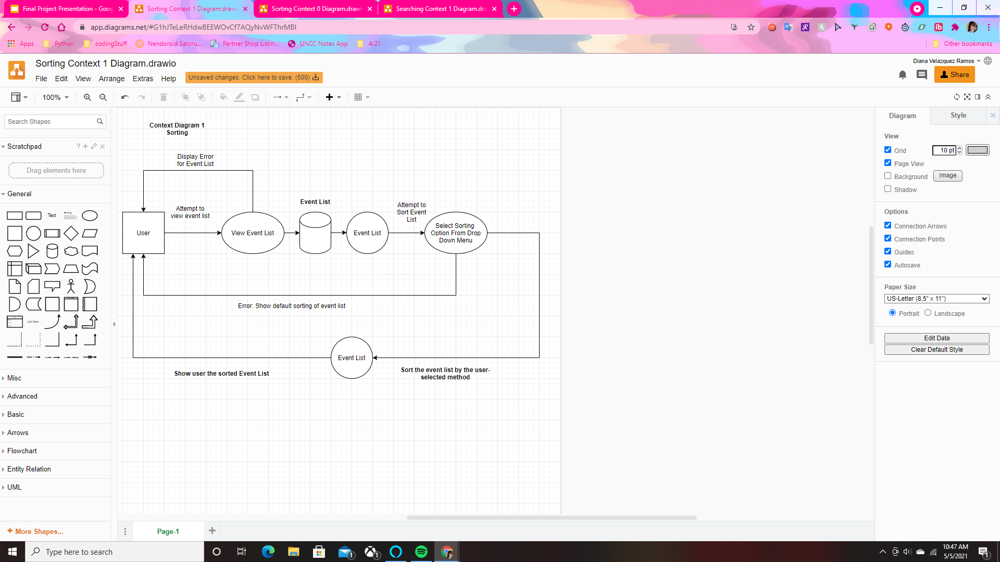 Final Project Presentation - Goog
Sorting Context 1 Diagram.drawi
Sorting Context 0 Diagram.draw
Searching Context 1 Diagram.dra
app.diagrams.net/#G1hJTeLeRHdwBEEWOvCf7AQyNvWFThrMBI
Apps
Python
codingStuff
Nendoroid Satoru...
Partner Shop Listin...
UNCC Notes App
4/21
Other bookmarks
Sorting Context 1 Diagram.drawio
Diana Velazquez Ramos
File Edit View Arrange Extras Help
Unsaved changes. Click here to save. (500)
Share
100%
Search Shapes
Scratchpad
Drag elements here
General
Text
Heading
List Item
Misc
Advanced
Basic
Arrows
Flowchart
Entity Relation
UML
+ More Shapes...
Context Diagram 1
Sorting
Display Error
for Event List
Attempt to
view event list
Event List
Attempt to
Sort Event
List
User
View Event List
Event List
Select Sorting
Option From Drop
Down Menu
Error: Show default sorting of event list
Event List
Show user the sorted Event List
Sort the event list by the user-
selected method
Page-1
Diagram
Style
View
Grid
10 pt
Page View
Background
Image
Shadow
Options
Connection Arrows
Connection Points
Guides
Autosave
Paper Size
US-Letter (8,5" x 11")
Portrait
Landscape
Edit Data
Clear Default Style
Type here to search
1
1
10:47 AM
5/5/2021
1